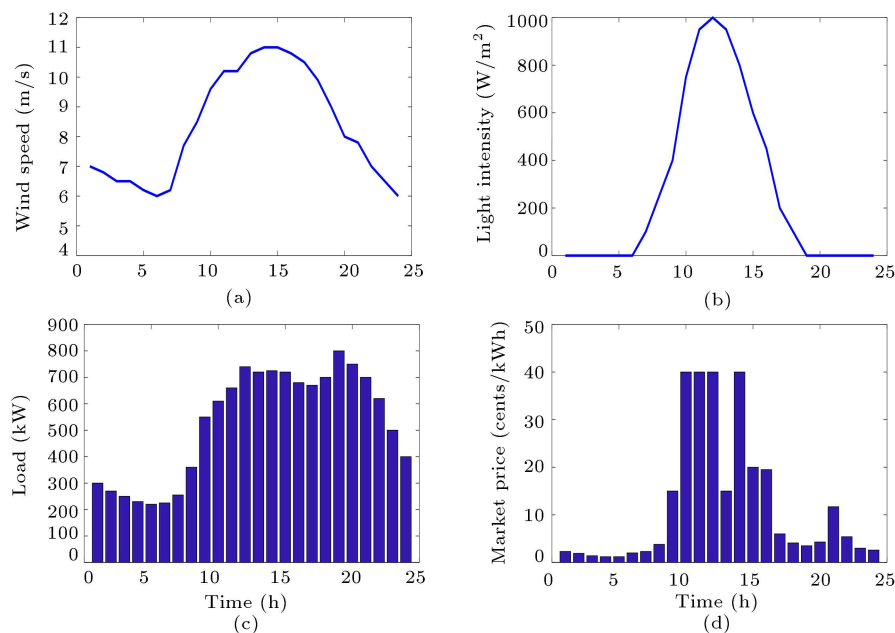 12
11
10
9
8
7
6
5
4
Wind speed (m/s)
0 5 10 15 20 25
(a)
1000
800
600
400
200
0
Light intensity (W/m²)
0 5 10 15 20 25
(b)
900
800
700
600
500
400
300
200
100
0
Load (kW)
0 5 10 15 20 25
Time (h)
(c)
50
40
30
20
10
0
Market price (cents/kWh)
0 5 10 15 20 25
Time (h)
(d)